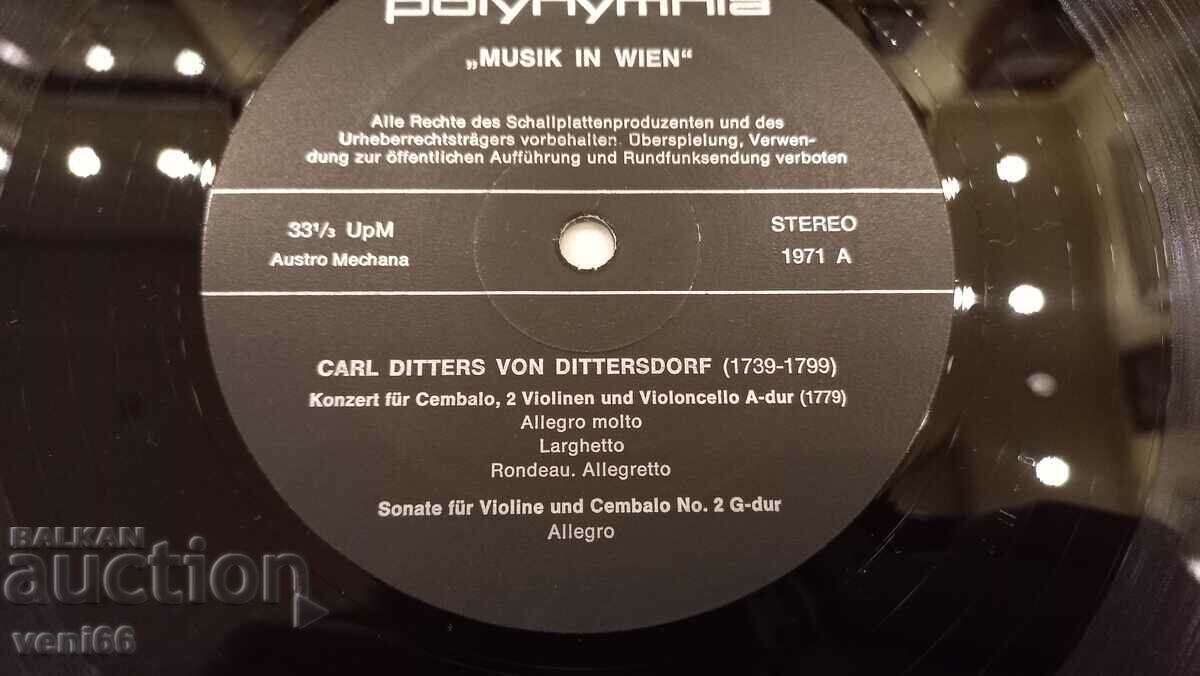 polyhymnia
„MUSIK IN WIEN“
Alle Rechte des Schallplattenproduzenten und des
Urheberrechtsträgers vorbehalten. Überspielung, Verwen-
dung zur öffentlichen Aufführung und Rundfunksendung verboten
33⅓ UpM
Austro Mechana
STEREO
1971 A
CARL DITTERS VON DITTERSDORF (1739-1799)
Konzert für Cembalo, 2 Violinen und Violoncello A-dur (1779)
Allegro molto
Larghetto
Rondeau. Allegretto
Sonate für Violine und Cembalo No. 2 G-dur
Allegro
BALKAN
auction
veni66